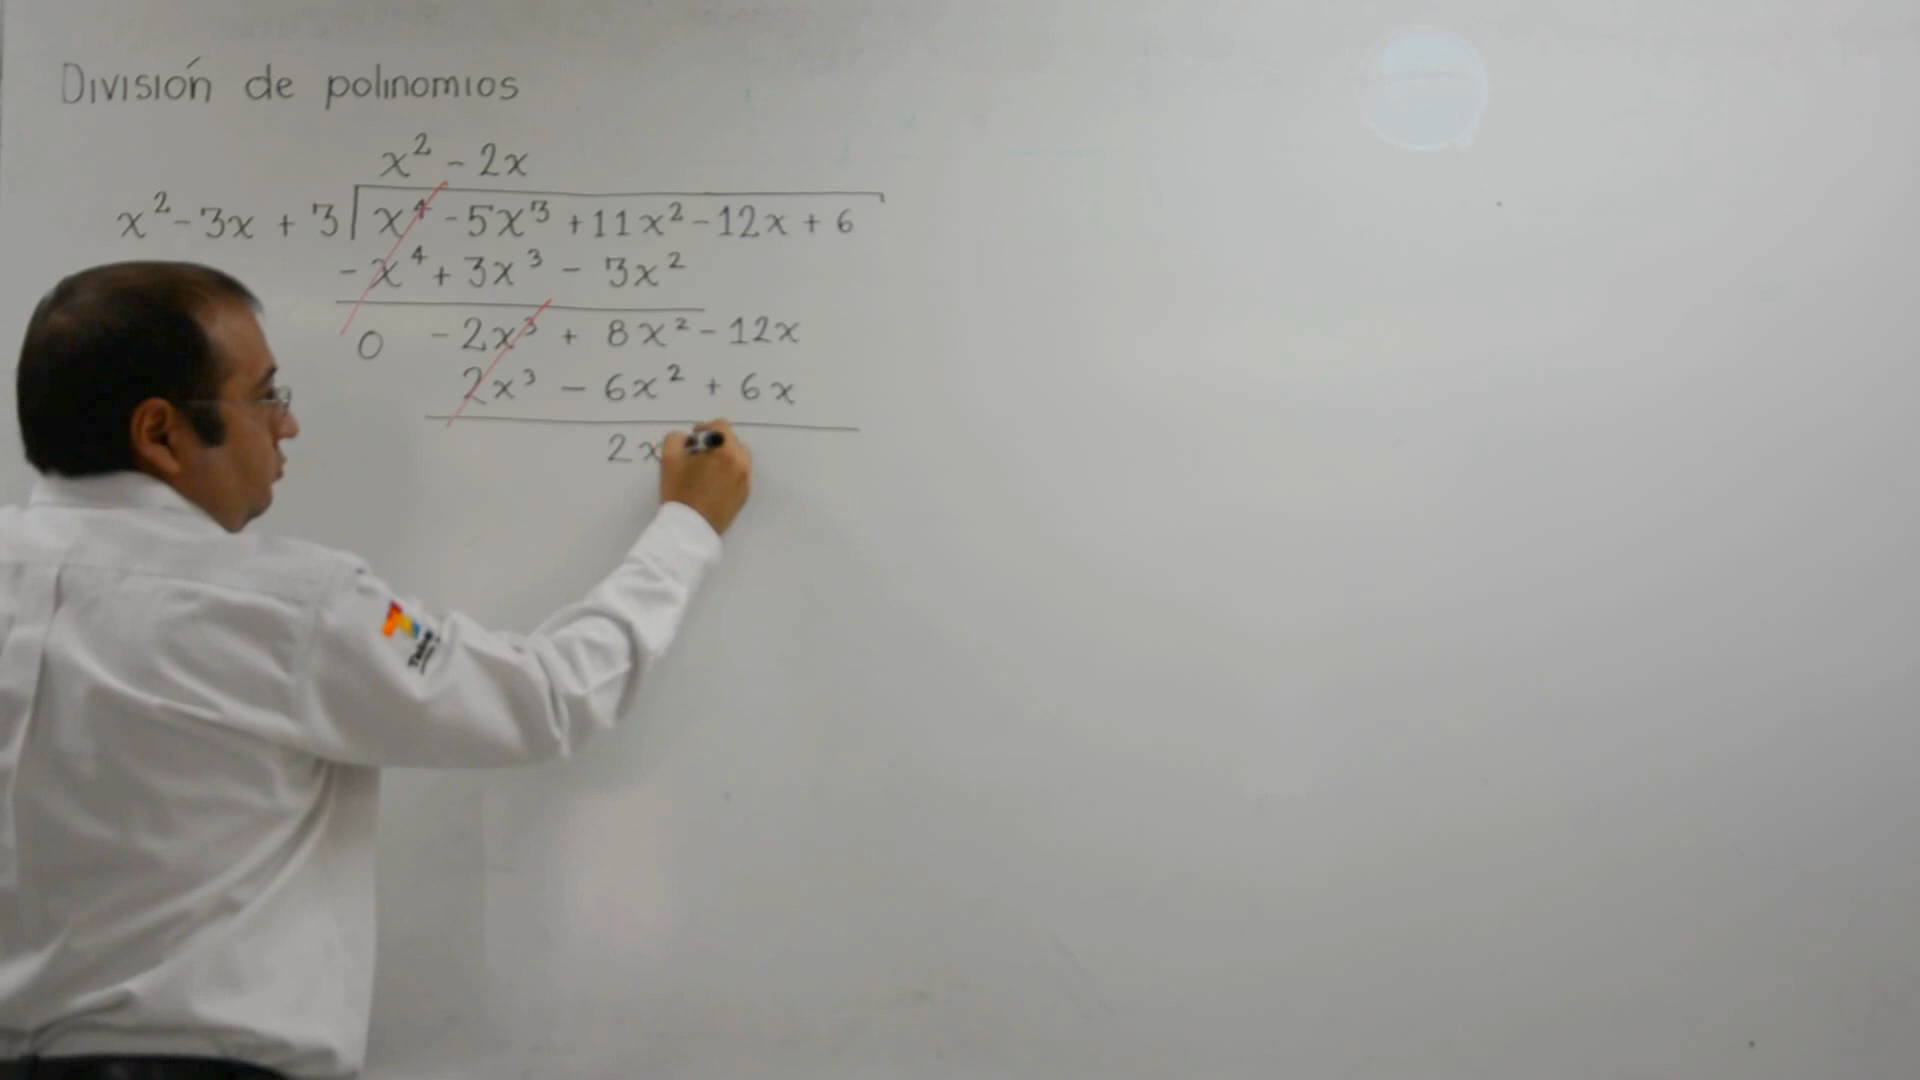 División de polinomios
x² - 2x
x² - 3x + 3 x⁴ - 5x³ + 11x² - 12x + 6
- x⁴ + 3x³ - 3x²
0 - 2x³ + 8x² - 12x
2x³ - 6x² + 6x
2x